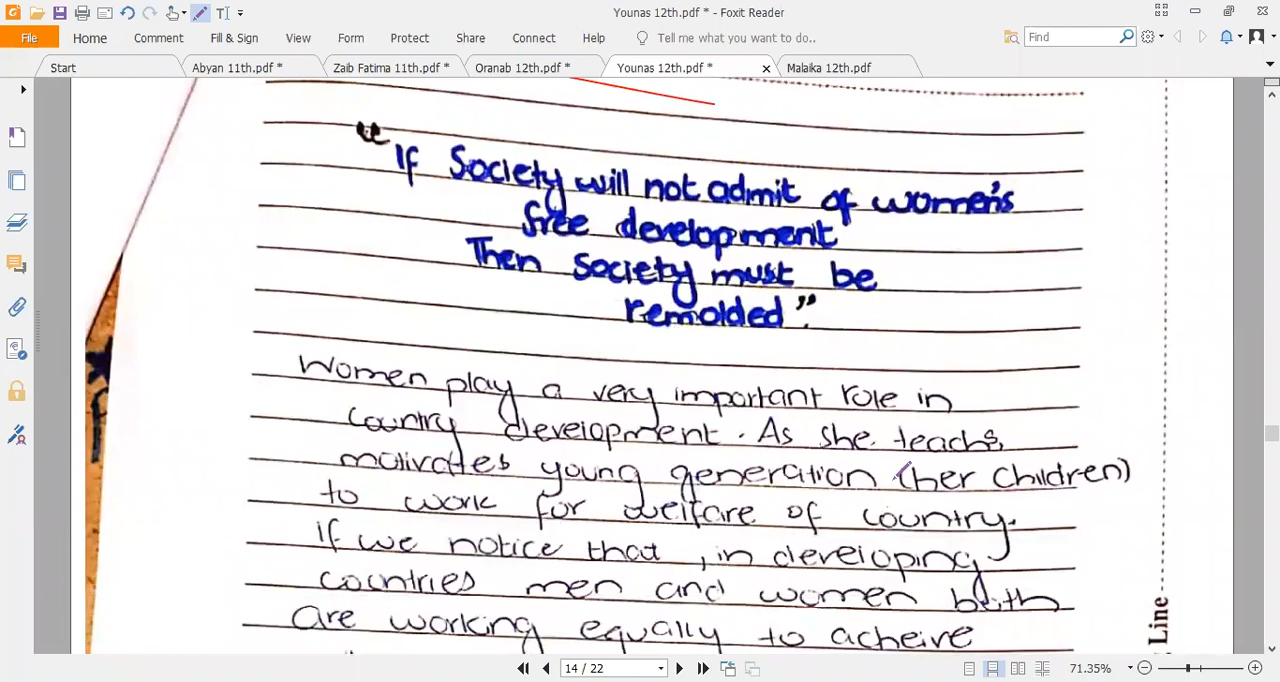 Younas 12th.pdf * - Foxit Reader
File Home Comment Fill & Sign View Form Protect Share Connect Help Tell me what you want to do.. Find
Start Abyan 11th.pdf * Zaib Fatima 11th.pdf * Oranab 12th.pdf * Younas 12th.pdf * Malaika 12th.pdf
“If Society will not admit of women's
free development
Then society must be
remolded”.
Women play a very important role in
country development. As she teachs,
motivates young generation (her children)
to work for welfare of country.
If we notice that, in developing
countries men and women both
are working equally to acheive
Line
14 / 22 71.35%